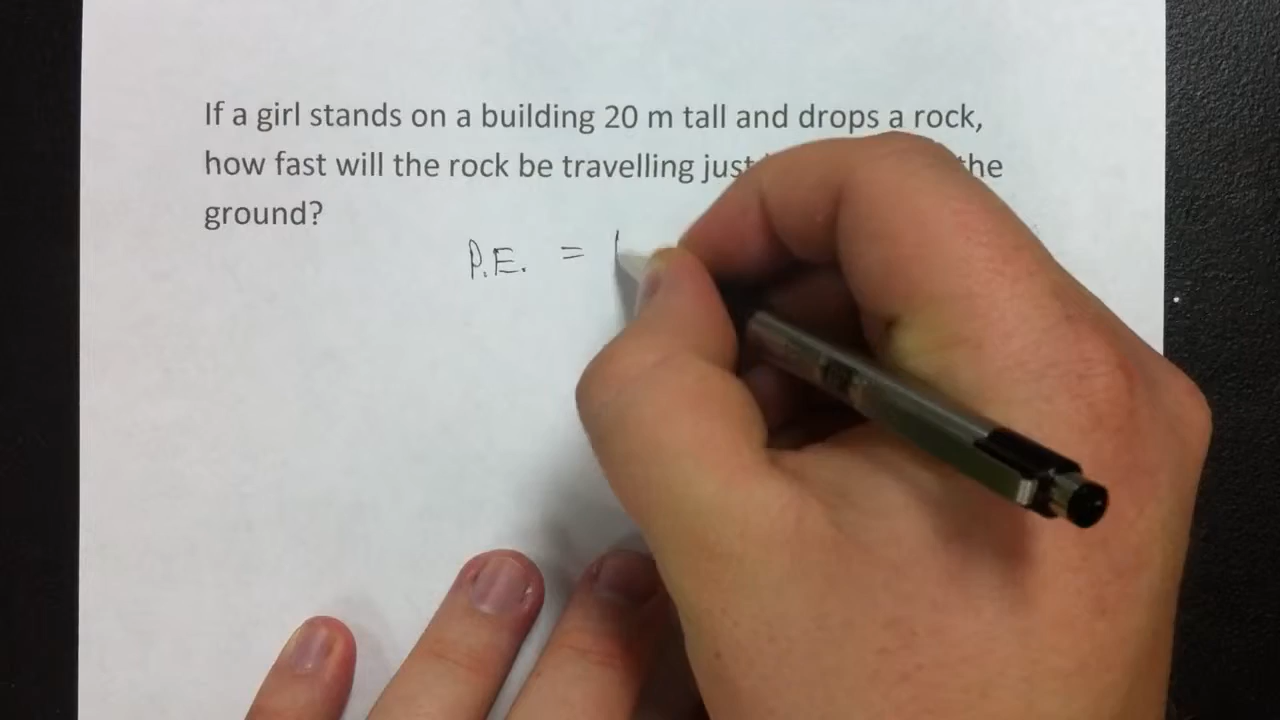 If a girl stands on a building 20 m tall and drops a rock,
how fast will the rock be travelling just the
ground?
P.E. =